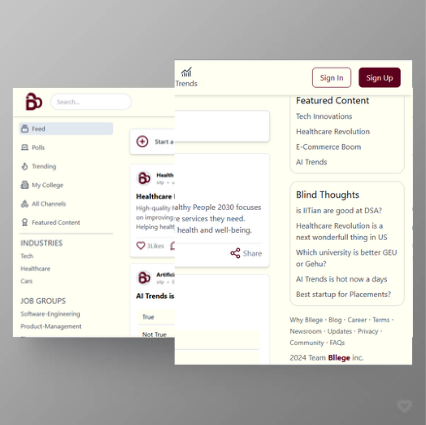 Search...
Feed
Polls
Trending
My College
All Channels
Featured Content
INDUSTRIES
Tech
Healthcare
Cars
JOB GROUPS
Software-Engineering
Product-Management
Start a
Health
Healthcare
High-quality
on improving
Helping healt
1Likes
Artific
AI Trends is
True
Not True
Trends
Sign In
Sign Up
althy People 2030 focuses
e services they need.
health and well-being.
Share
Featured Content
Tech Innovations
Healthcare Revolution
E-Commerce Boom
AI Trends
Blind Thoughts
is IITian are good at DSA?
Healthcare Revolution is a
next wonderfull thing in US
Which university is better GEU
or Gehu?
AI Trends is hot now a days
Best startup for Placements?
Why Bllege · Blog · Career · Terms ·
Newsroom · Updates · Privacy ·
Community · FAQs
2024 Team Bllege inc.